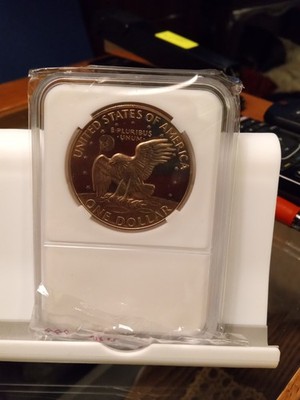 UNITED STATES OF AMERICA
E·PLURIBUS
UNUM
ONE DOLLAR